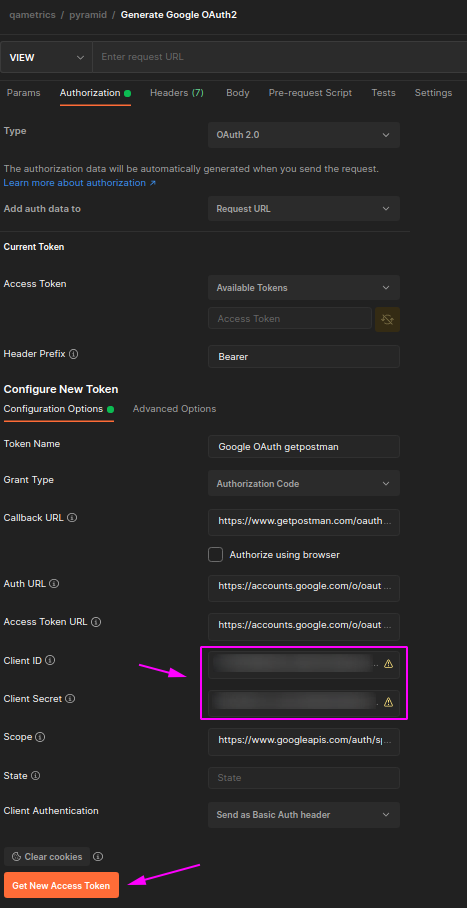 qametrics / pyramid / Generate Google OAuth2
VIEW Enter request URL
Params Authorization Headers (7) Body Pre-request Script Tests Settings
Type OAuth 2.0
The authorization data will be automatically generated when you send the request.
Learn more about authorization ↗
Add auth data to Request URL
Current Token
Access Token Available Tokens
Access Token
Header Prefix Bearer
Configure New Token
Configuration Options Advanced Options
Token Name Google OAuth getpostman
Grant Type Authorization Code
Callback URL https://www.getpostman.com/oauth
Authorize using browser
Auth URL https://accounts.google.com/o/oaut ...
Access Token URL https://accounts.google.com/o/oaut ...
Client ID
Client Secret
Scope https://www.googleapis.com/auth/s ...
State State
Client Authentication Send as Basic Auth header
Clear cookies
Get New Access Token